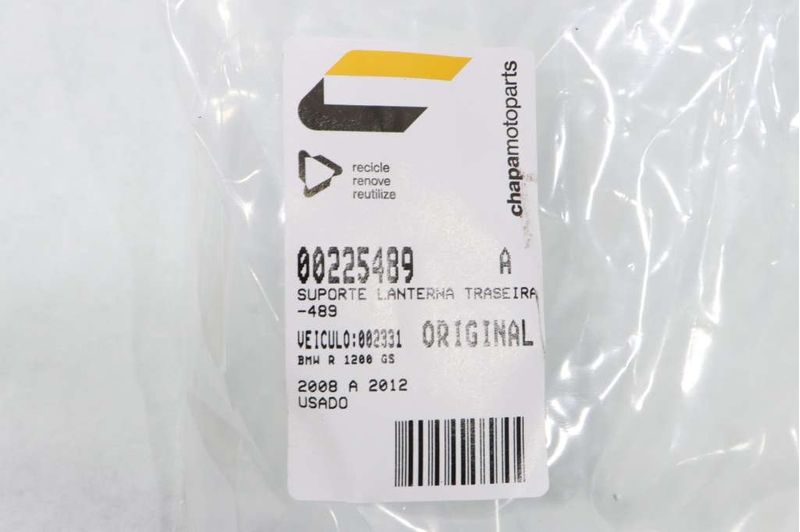 recicle
renove
reutilize
chapamotoparts
00225489 A
SUPORTE LANTERNA TRASEIRA
-489
VEICULO:002331 ORIGINAL
BMW R 1200 GS
2008 A 2012
USADO